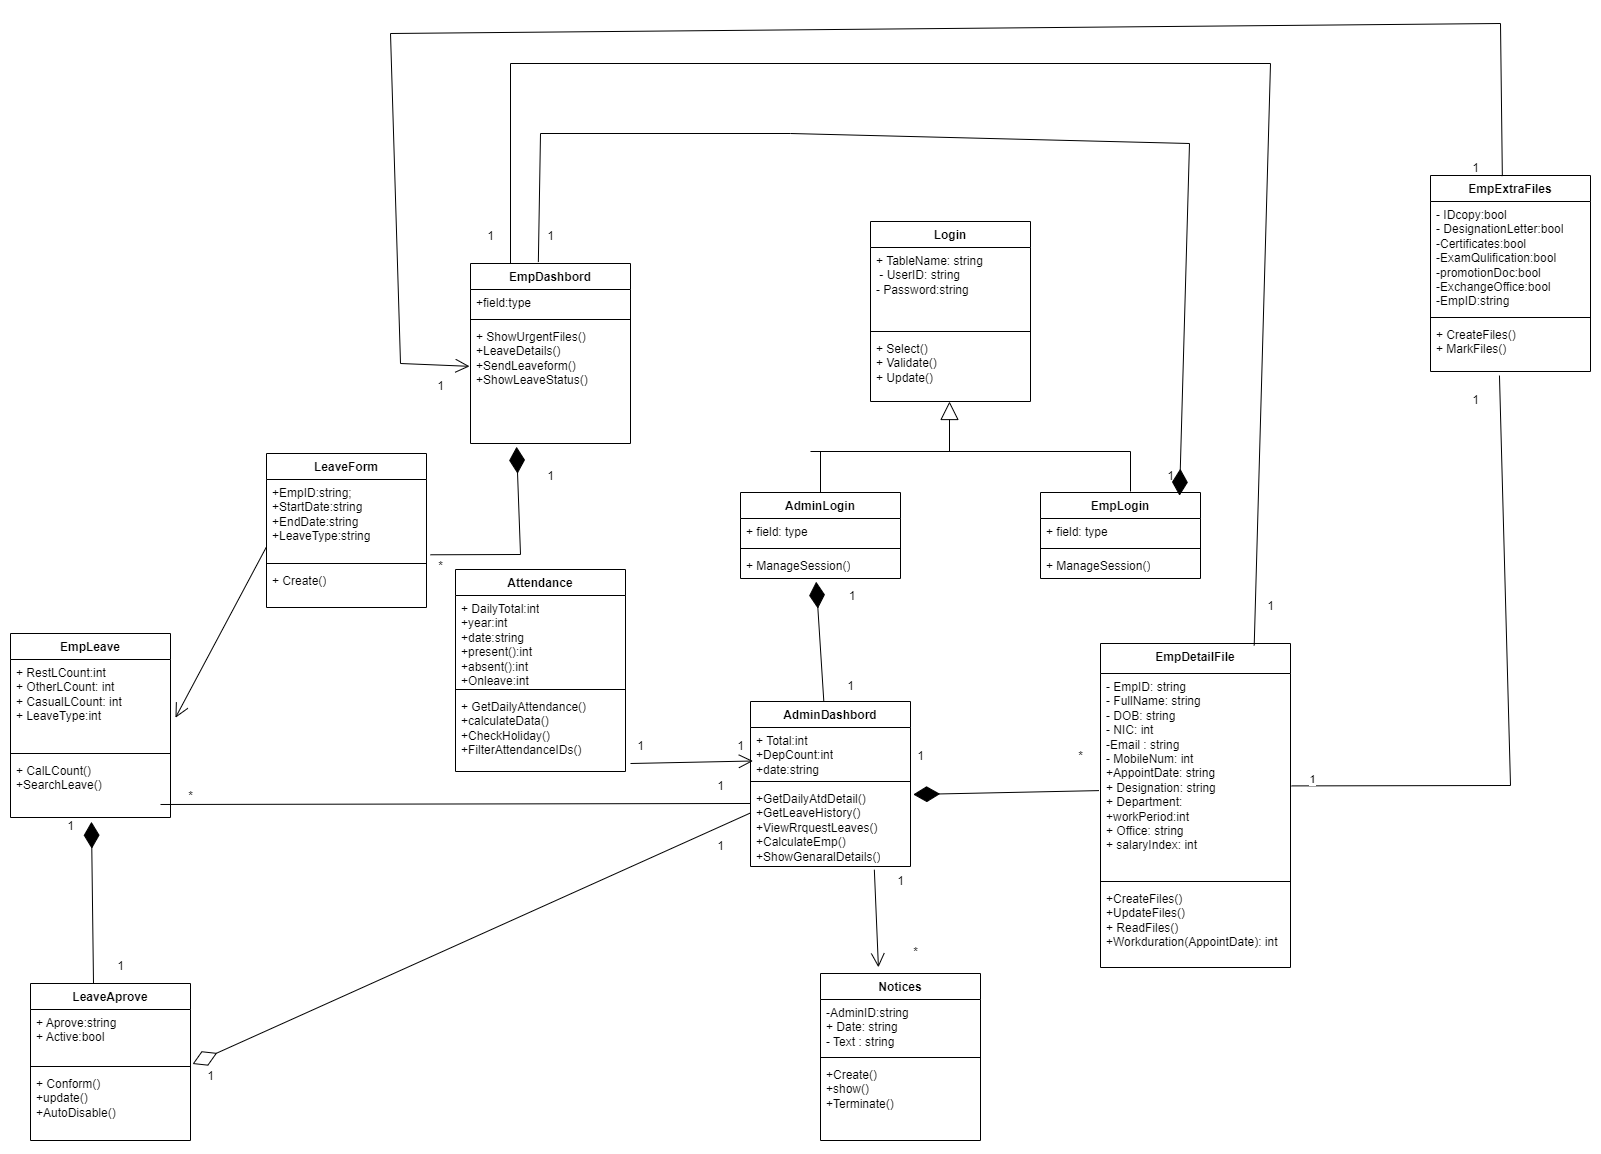 1
EmpExtraFiles
- IDcopy:bool
- DesignationLetter:bool
-Certificates:bool
-ExamQulification:bool
-promotionDoc:bool
-ExchangeOffice:bool
-EmpID:string
+ CreateFiles()
+ MarkFiles()
1
1
1
EmpDashbord
+field:type
+ ShowUrgentFiles()
+LeaveDetails()
+SendLeaveform()
+ShowLeaveStatus()
1
1
Login
+ TableName: string
- UserID: string
- Password:string
+ Select()
+ Validate()
+ Update()
LeaveForm
+EmpID:string;
+StartDate:string
+EndDate:string
+LeaveType:string
+ Create()
*
AdminLogin
+ field: type
+ ManageSession()
1
1
EmpLogin
+ field: type
+ ManageSession()
Attendance
+ DailyTotal:int
+year:int
+date:string
+present():int
+absent():int
+Onleave:int
+ GetDailyAttendance()
+calculateData()
+CheckHoliday()
+FilterAttendanceIDs()
1
1
EmpLeave
+ RestLCount:int
+ OtherLCount: int
+ CasualLCount: int
+ LeaveType:int
+ CalLCount()
+SearchLeave()
*
1
1
AdminDashbord
+ Total:int
+DepCount:int
+date:string
+GetDailyAtdDetail()
+GetLeaveHistory()
+ViewRrquestLeaves()
+CalculateEmp()
+ShowGenaralDetails()
1
1
1
*
1
1
EmpDetailFile
- EmpID: string
- FullName: string
- DOB: string
- NIC: int
-Email : string
- MobileNum: int
+AppointDate: string
+ Designation: string
+ Department:
+workPeriod:int
+ Office: string
+ salaryIndex: int
+CreateFiles()
+UpdateFiles()
+ ReadFiles()
+Workduration(AppointDate): int
1
1
*
Notices
-AdminID:string
+ Date: string
- Text : string
+Create()
+show()
+Terminate()
1
LeaveAprove
+ Aprove:string
+ Active:bool
+ Conform()
+update()
+AutoDisable()
1